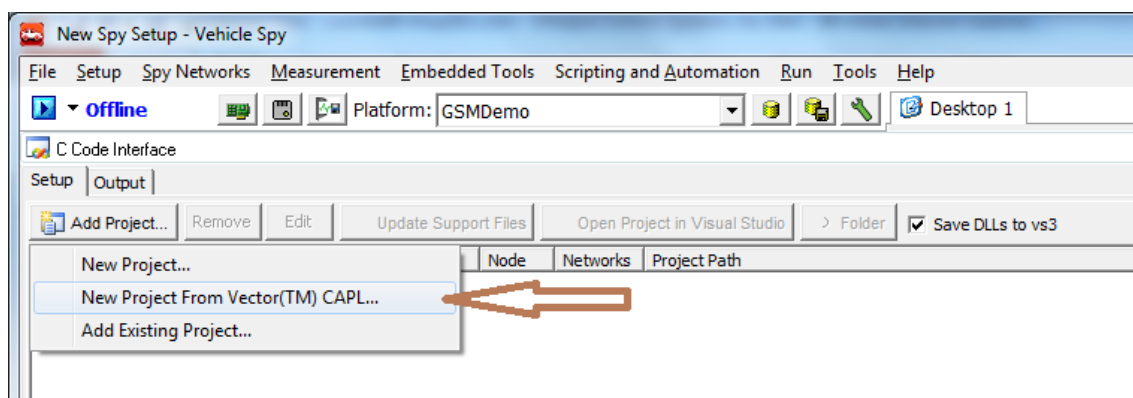 New Spy Setup - Vehicle Spy
File Setup Spy Networks Measurement Embedded Tools Scripting and Automation Run Tools Help
Offline Platform: GSMDemo Desktop 1
C Code Interface
Setup Output
Add Project... Remove Edit Update Support Files Open Project in Visual Studio > Folder Save DLLs to vs3
Node Networks Project Path
New Project...
New Project From Vector(TM) CAPL...
Add Existing Project...